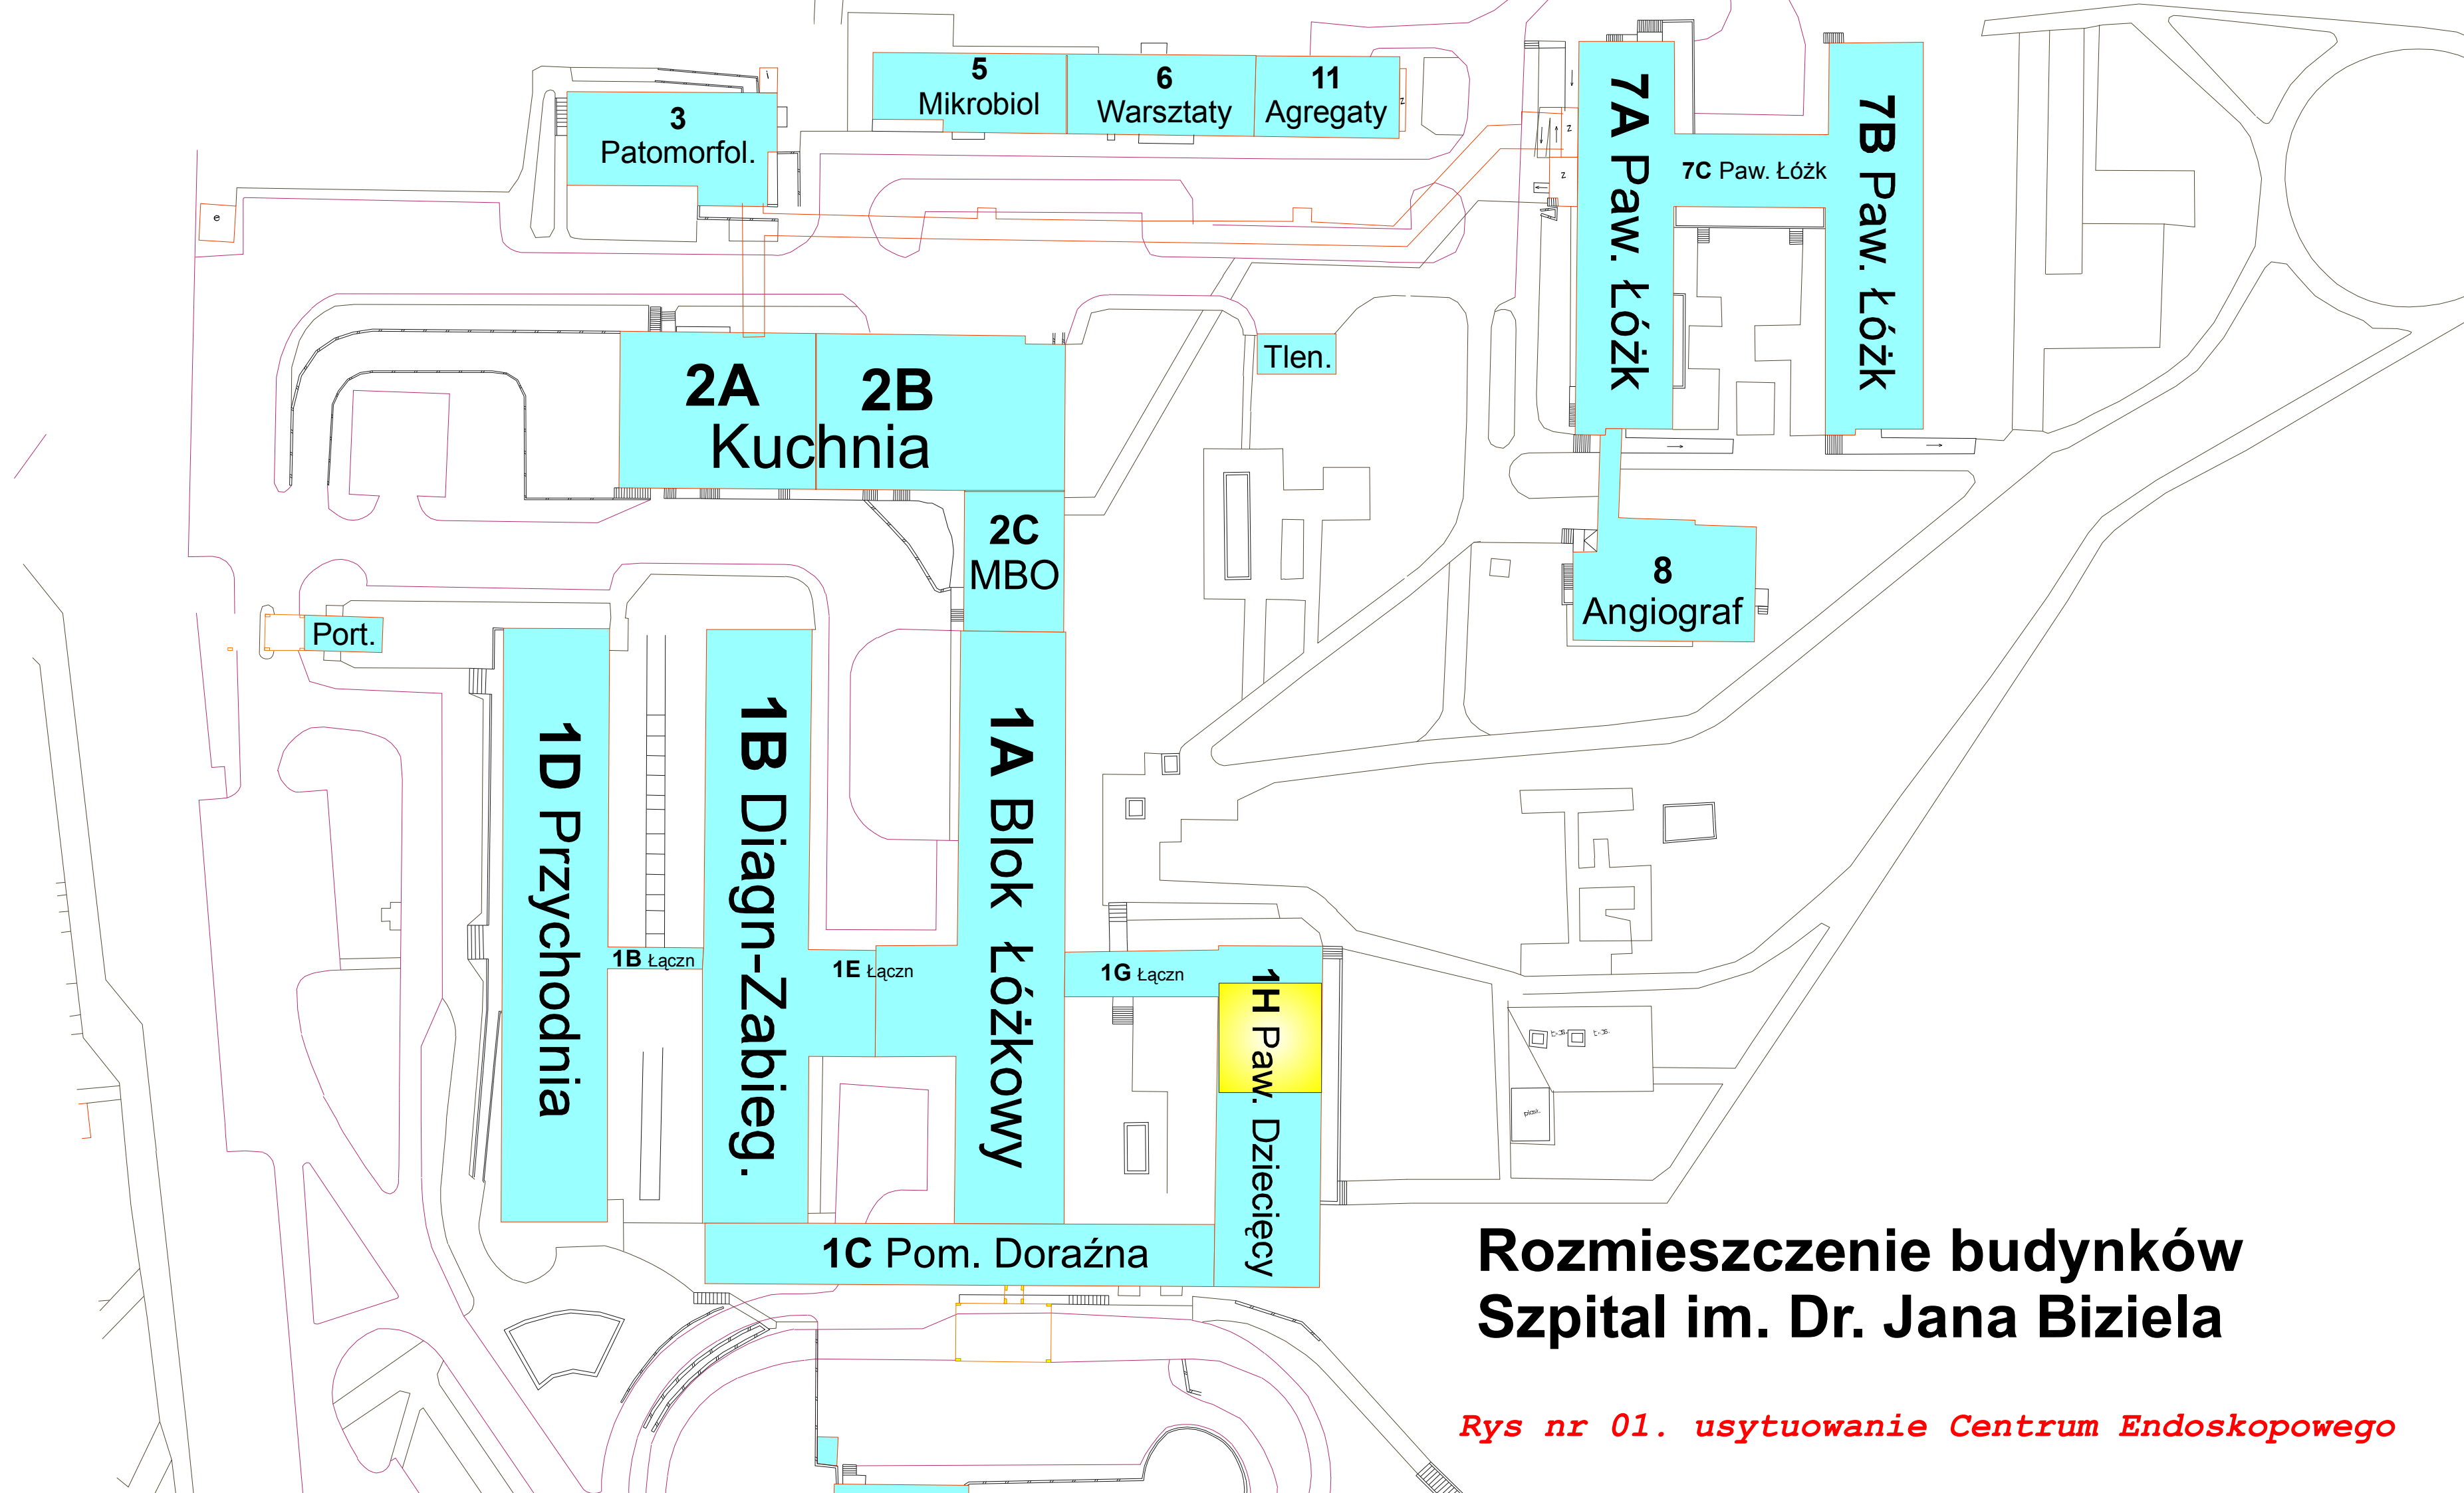 i
3
Patomorfol.
5
Mikrobiol
6
Warsztaty
11
Agregaty
z
z
z
7A Paw. Łóżk
7C Paw. Łóżk
7B Paw. Łóżk
e
2A
2B
Kuchnia
Tlen.
2C
MBO
8
Angiograf
Port.
1D Przychodnia
1B Łączn
1B Diagn-Zabieg.
1E Łączn
1A Blok Łóżkowy
1G Łączn
1H Paw. Dziecięcy
piask.
1C Pom. Doraźna
Rozmieszczenie budynków
Szpital im. Dr. Jana Biziela
Rys nr 01. usytuowanie Centrum Endoskopowego